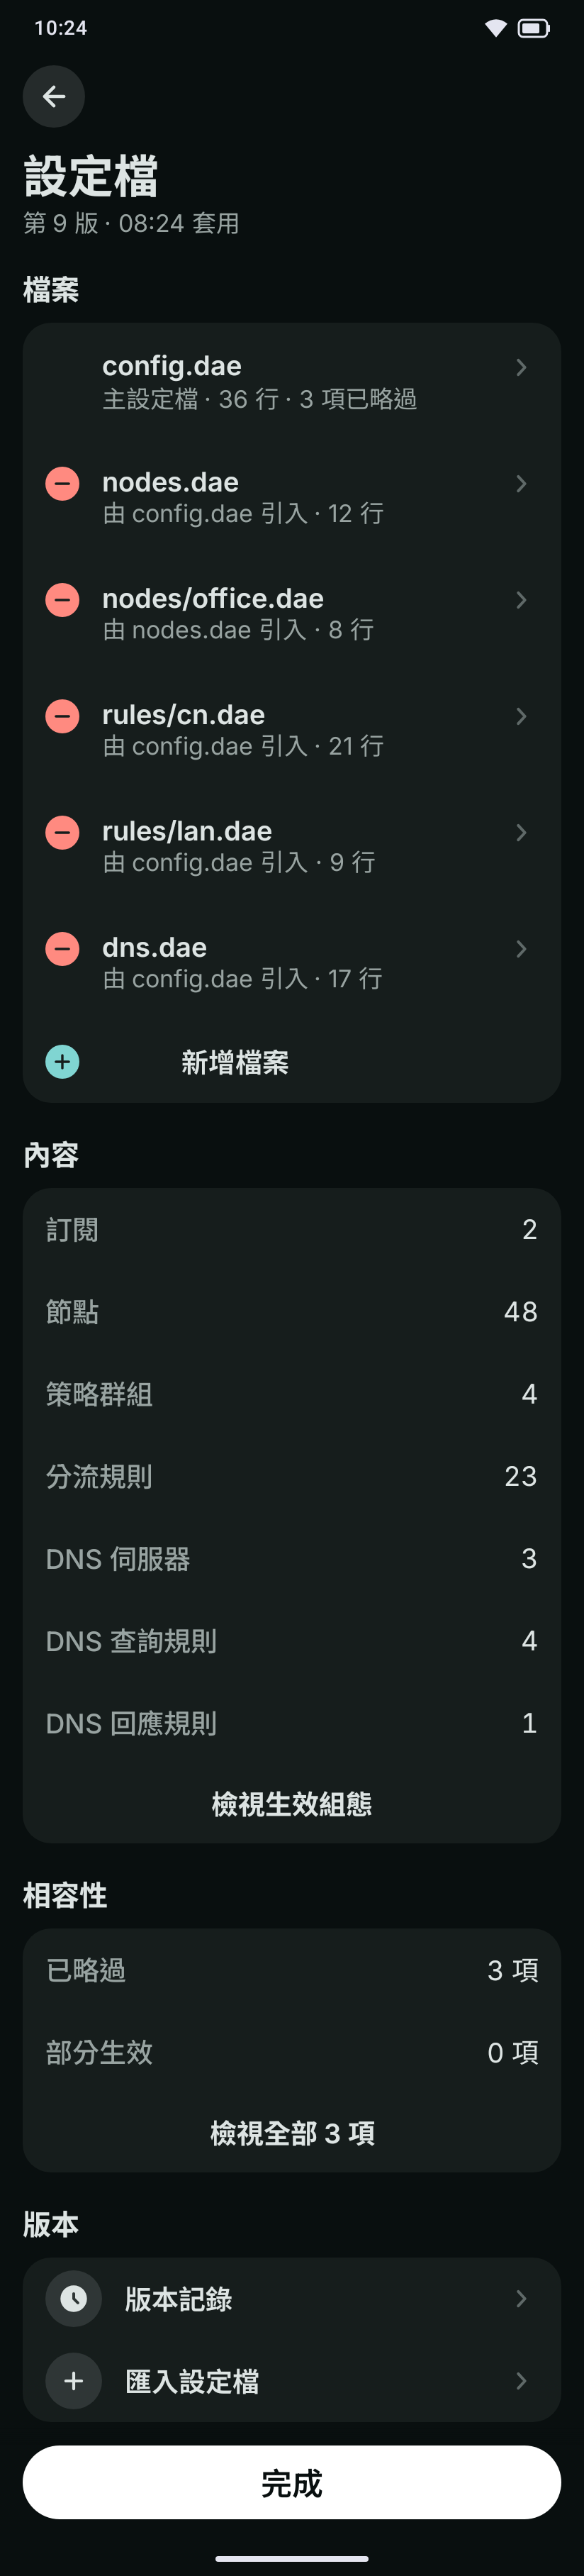 10:24
設定檔
第 9 版 · 08:24 套用
檔案
config.dae
主設定檔 · 36 行 · 3 項已略過
nodes.dae
由 config.dae 引入 · 12 行
nodes/office.dae
由 nodes.dae 引入 · 8 行
rules/cn.dae
由 config.dae 引入 · 21 行
rules/lan.dae
由 config.dae 引入 · 9 行
dns.dae
由 config.dae 引入 · 17 行
新增檔案
內容
訂閱 2
節點 48
策略群組 4
分流規則 23
DNS 伺服器 3
DNS 查詢規則 4
DNS 回應規則 1
檢視生效組態
相容性
已略過 3 項
部分生效 0 項
檢視全部 3 項
版本
版本記錄
匯入設定檔
完成